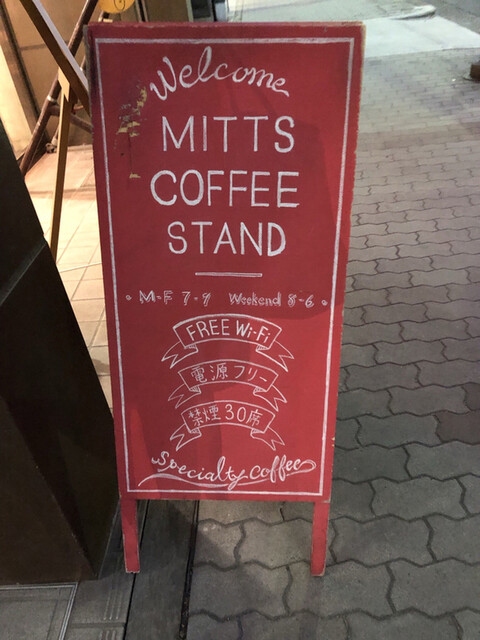 Welcome
MITTS
COFFEE
STAND
M-F 7-9 Weekend 8-6
FREE Wi-Fi
電源フリー
禁煙30席
specialty coffee